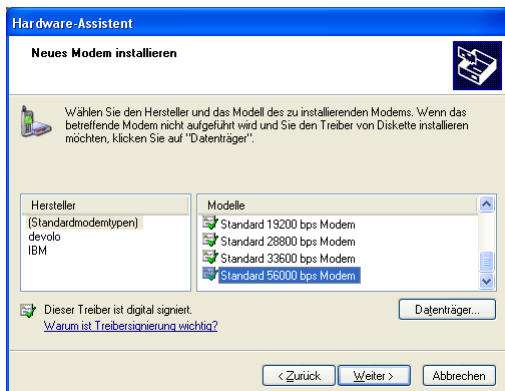 Hardware-Assistent
Neues Modem installieren
Wählen Sie den Hersteller und das Modell des zu installierenden Modems. Wenn das
betreffende Modem nicht aufgeführt wird und Sie den Treiber von Diskette installieren
möchten, klicken Sie auf "Datenträger".
Hersteller
(Standardmodemtypen)
devolo
IBM
Modelle
Standard 19200 bps Modem
Standard 28800 bps Modem
Standard 33600 bps Modem
Standard 56000 bps Modem
Dieser Treiber ist digital signiert.
Warum ist Treibersignierung wichtig?
Datenträger...
< Zurück
Weiter >
Abbrechen